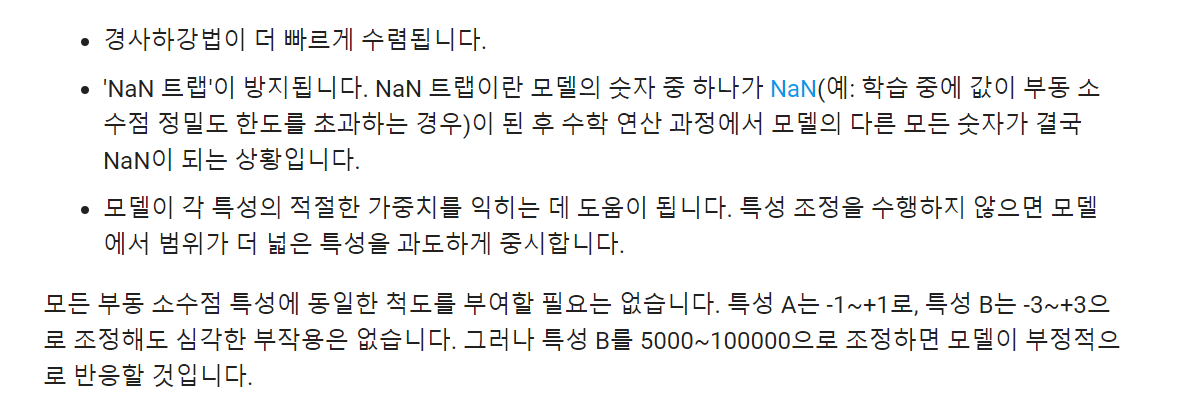 경사하강법이 더 빠르게 수렴됩니다.
'NaN 트랩'이 방지됩니다. NaN 트랩이란 모델의 숫자 중 하나가 NaN(예: 학습 중에 값이 부동 소
수점 정밀도 한도를 초과하는 경우)이 된 후 수학 연산 과정에서 모델의 다른 모든 숫자가 결국
NaN이 되는 상황입니다.
모델이 각 특성의 적절한 가중치를 익히는 데 도움이 됩니다. 특성 조정을 수행하지 않으면 모델
에서 범위가 더 넓은 특성을 과도하게 중시합니다.
모든 부동 소수점 특성에 동일한 척도를 부여할 필요는 없습니다. 특성 A는 -1~+1로, 특성 B는 -3~+3으
로 조정해도 심각한 부작용은 없습니다. 그러나 특성 B를 5000~100000으로 조정하면 모델이 부정적으
로 반응할 것입니다.